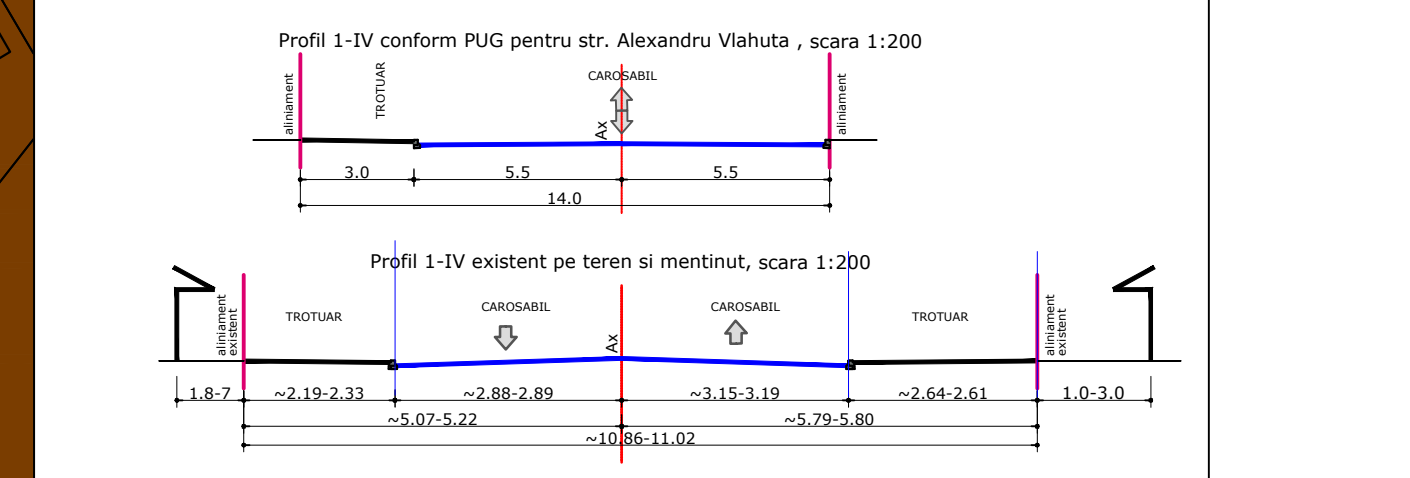 Profil 1-IV conform PUG pentru str. Alexandru Vlahuta , scara 1:200
aliniament
TROTUAR
CAROSABIL
Ax
aliniament
3.0
5.5
5.5
14.0
Profil 1-IV existent pe teren si mentinut, scara 1:200
aliniament
existent
TROTUAR
CAROSABIL
Ax
CAROSABIL
TROTUAR
aliniament
existent
1.8-7
~2.19-2.33
~2.88-2.89
~3.15-3.19
~2.64-2.61
1.0-3.0
~5.07-5.22
~5.79-5.80
~10.86-11.02